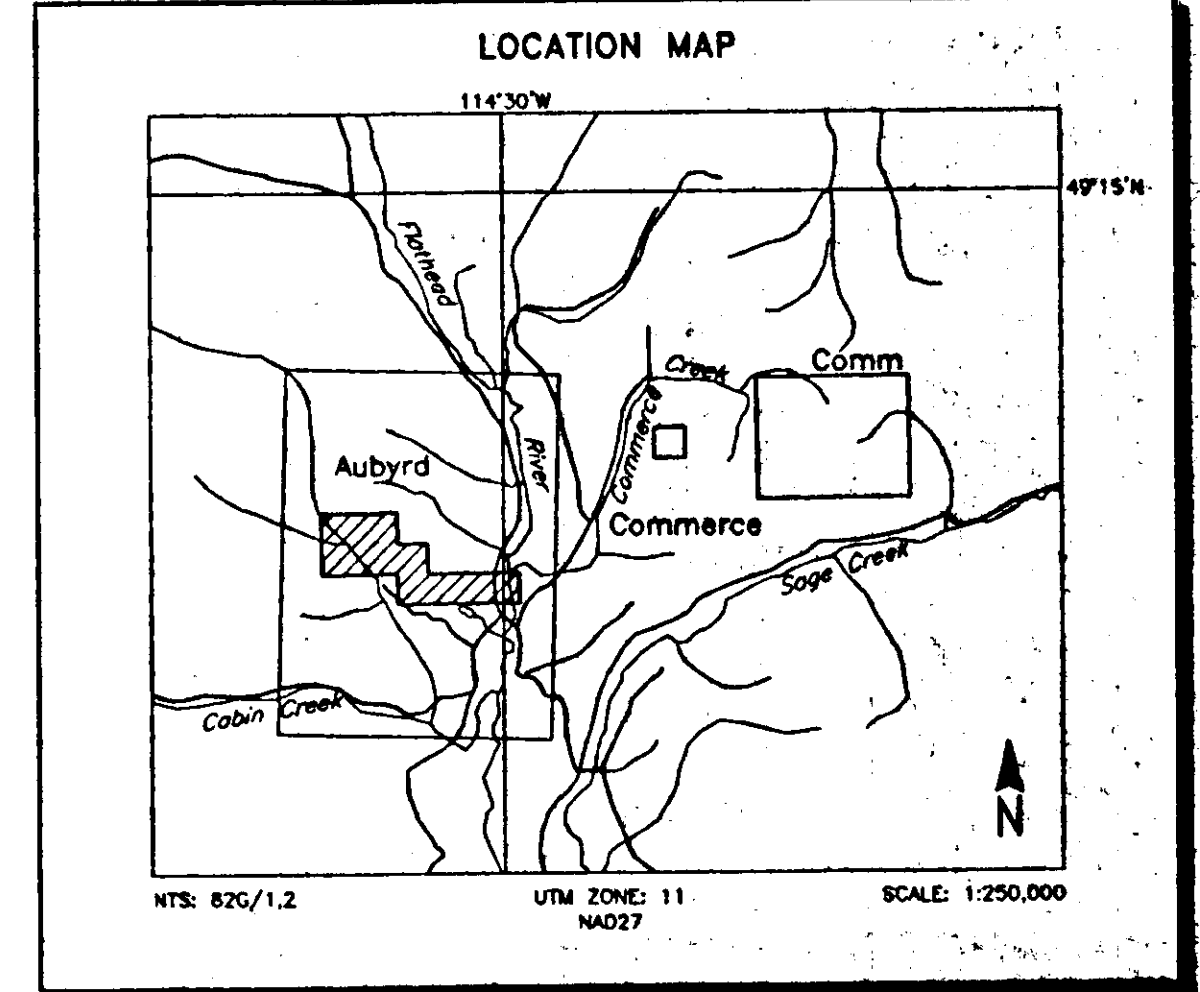 LOCATION MAP
114°30'W
49°15'N
Flathead
Comm
Creek
Commerce
River
Aubyrd
Commerce
Sage Creek
Cabin Creek
N
NTS: 82G/1,2
UTM ZONE: 11
SCALE: 1:250,000
NAD27